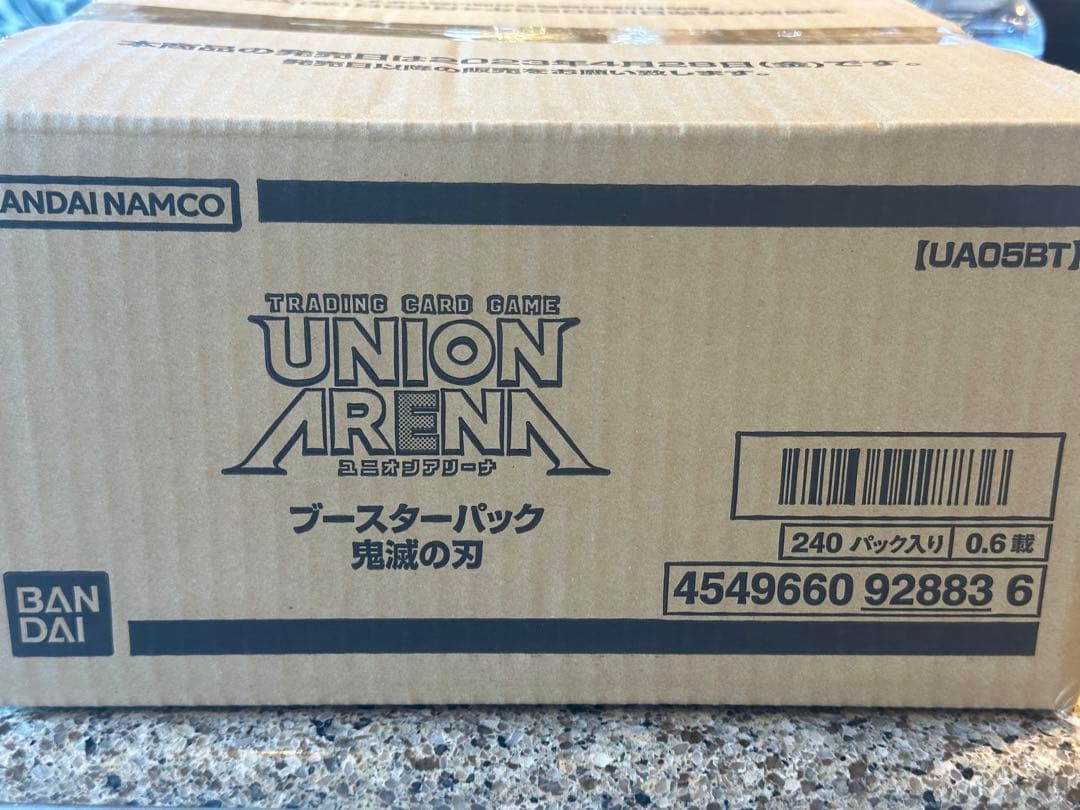 本商品の発売日は2023年4月28日(金)です。
発売日以降の販売をお願い致します。
BANDAI NAMCO
【UA05BT】
TRADING CARD GAME
UNION
ARENA
ユニオンアリーナ
ブースターパック
鬼滅の刃
240 パック入り 0.6 載
4549660 92883 6
BAN
DAI